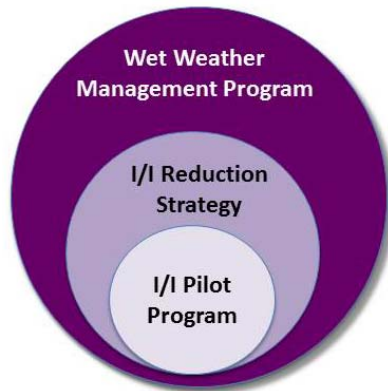 Wet Weather
Management Program
I/I Reduction
Strategy
I/I Pilot
Program